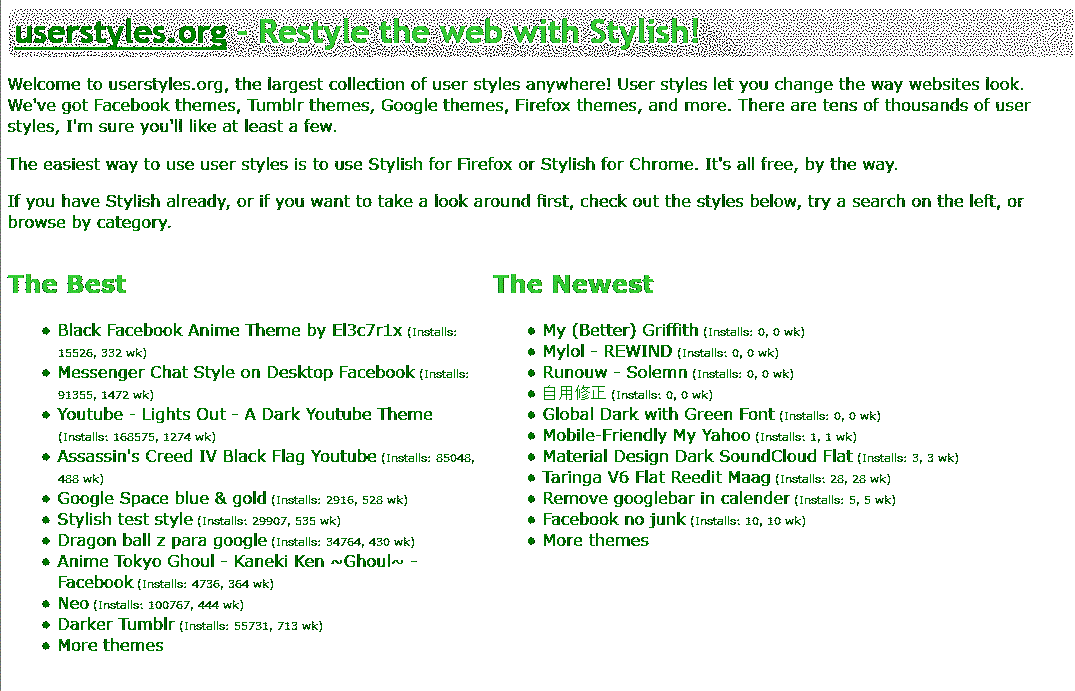 userstyles.org - Restyle the web with Stylish!
Welcome to userstyles.org, the largest collection of user styles anywhere! User styles let you change the way websites look.
We've got Facebook themes, Tumblr themes, Google themes, Firefox themes, and more. There are tens of thousands of user
styles, I'm sure you'll like at least a few.
The easiest way to use user styles is to use Stylish for Firefox or Stylish for Chrome. It's all free, by the way.
If you have Stylish already, or if you want to take a look around first, check out the styles below, try a search on the left, or
browse by category.
The Best
Black Facebook Anime Theme by El3c7r1x (Installs:
15526, 332 wk)
Messenger Chat Style on Desktop Facebook (Installs:
91355, 1472 wk)
Youtube - Lights Out - A Dark Youtube Theme
(Installs: 168575, 1274 wk)
Assassin's Creed IV Black Flag Youtube (Installs: 85048,
488 wk)
Google Space blue & gold (Installs: 2916, 528 wk)
Stylish test style (Installs: 29907, 535 wk)
Dragon ball z para google (Installs: 34764, 430 wk)
Anime Tokyo Ghoul - Kaneki Ken ~Ghoul~ -
Facebook (Installs: 4736, 364 wk)
Neo (Installs: 100767, 444 wk)
Darker Tumblr (Installs: 55731, 713 wk)
More themes
The Newest
My (Better) Griffith (Installs: 0, 0 wk)
Mylol - REWIND (Installs: 0, 0 wk)
Runouw - Solemn (Installs: 0, 0 wk)
自用修正 (Installs: 0, 0 wk)
Global Dark with Green Font (Installs: 0, 0 wk)
Mobile-Friendly My Yahoo (Installs: 1, 1 wk)
Material Design Dark SoundCloud Flat (Installs: 3, 3 wk)
Taringa V6 Flat Reedit Maag (Installs: 28, 28 wk)
Remove googlebar in calender (Installs: 5, 5 wk)
Facebook no junk (Installs: 10, 10 wk)
More themes